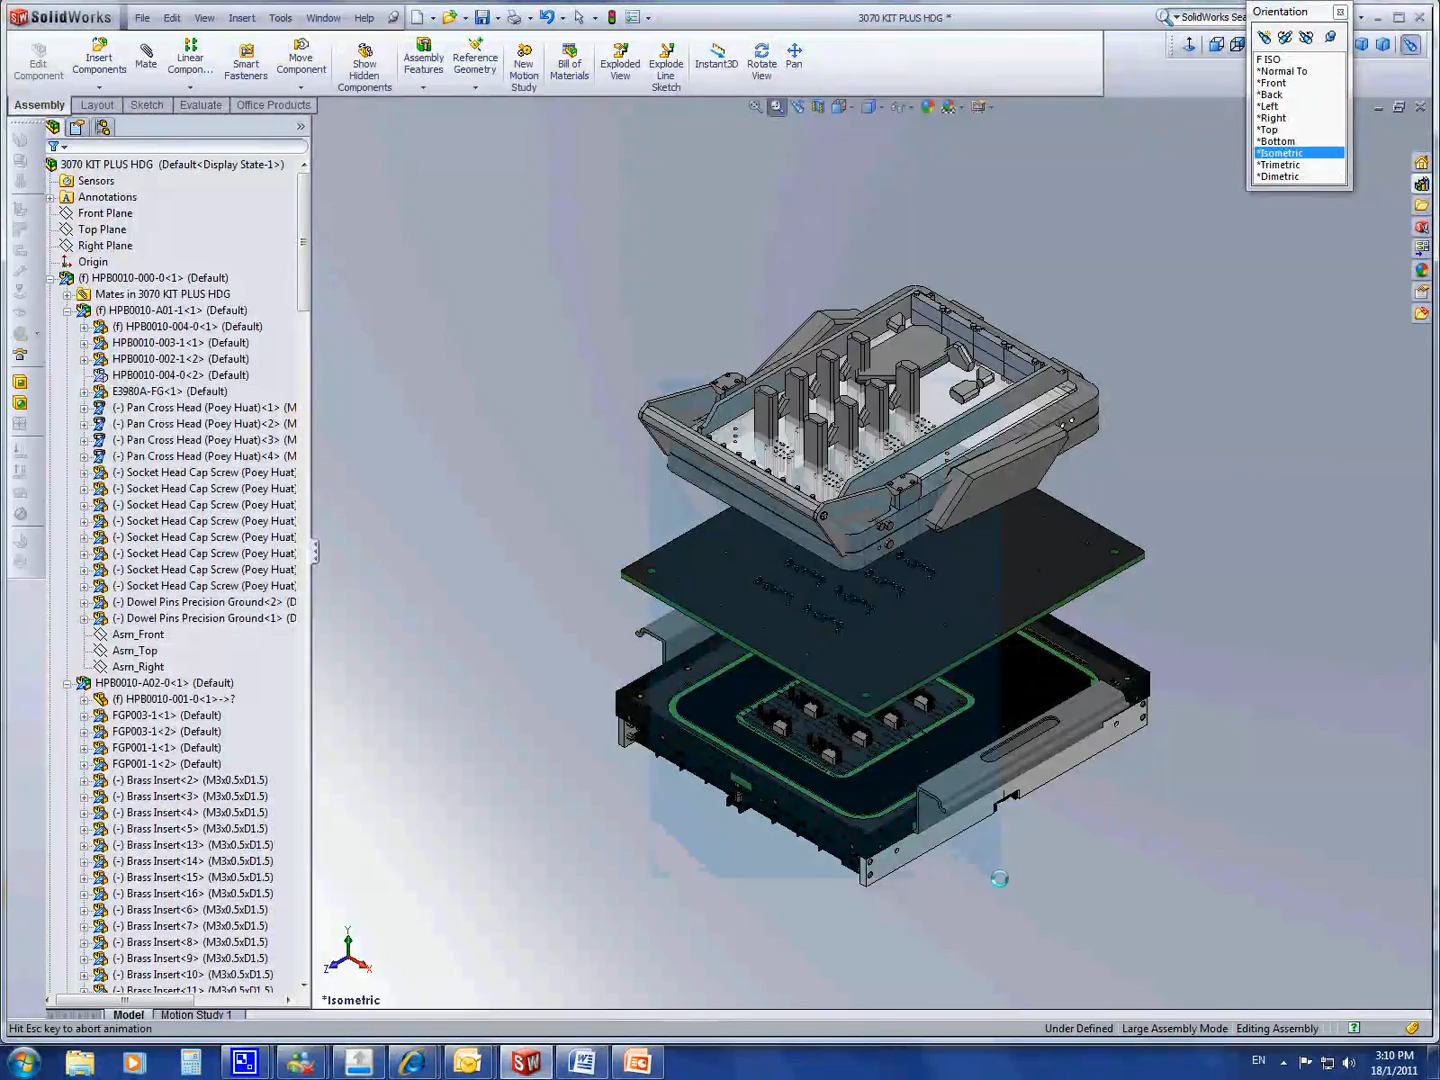 SolidWorks File Edit View Insert Tools Window Help 3070 KIT PLUS HDG * SolidWorks Sea
Orientation
Edit Component
Insert Components
Mate
Linear Compon...
Smart Fasteners
Move Component
Show Hidden Components
Assembly Features
Reference Geometry
New Motion Study
Bill of Materials
Exploded View
Explode Line Sketch
Instant3D
Rotate View
Pan
F ISO
*Normal To
*Front
*Back
*Left
*Right
*Top
*Bottom
*Isometric
*Trimetric
*Dimetric
Assembly Layout Sketch Evaluate Office Products
3070 KIT PLUS HDG (Default<Display State-1>)
Sensors
Annotations
Front Plane
Top Plane
Right Plane
Origin
(f) HPB0010-000-0<1> (Default)
Mates in 3070 KIT PLUS HDG
(f) HPB0010-A01-1<1> (Default)
(f) HPB0010-004-0<1> (Default)
HPB0010-003-1<1> (Default)
HPB0010-002-1<2> (Default)
HPB0010-004-0<2> (Default)
E3980A-FG<1> (Default)
(-) Pan Cross Head (Poey Huat)<1> (M
(-) Pan Cross Head (Poey Huat)<2> (M
(-) Pan Cross Head (Poey Huat)<3> (M
(-) Pan Cross Head (Poey Huat)<4> (M
(-) Socket Head Cap Screw (Poey Huat)
(-) Socket Head Cap Screw (Poey Huat)
(-) Socket Head Cap Screw (Poey Huat)
(-) Socket Head Cap Screw (Poey Huat)
(-) Socket Head Cap Screw (Poey Huat)
(-) Socket Head Cap Screw (Poey Huat)
(-) Socket Head Cap Screw (Poey Huat)
(-) Socket Head Cap Screw (Poey Huat)
(-) Dowel Pins Precision Ground<2> (D
(-) Dowel Pins Precision Ground<1> (D
Asm_Front
Asm_Top
Asm_Right
HPB0010-A02-0<1> (Default)
(f) HPB0010-001-0<1>->?
FGP003-1<1> (Default)
FGP003-1<2> (Default)
FGP001-1<1> (Default)
FGP001-1<2> (Default)
(-) Brass Insert<2> (M3x0.5xD1.5)
(-) Brass Insert<3> (M3x0.5xD1.5)
(-) Brass Insert<4> (M3x0.5xD1.5)
(-) Brass Insert<5> (M3x0.5xD1.5)
(-) Brass Insert<13> (M3x0.5xD1.5)
(-) Brass Insert<14> (M3x0.5xD1.5)
(-) Brass Insert<15> (M3x0.5xD1.5)
(-) Brass Insert<16> (M3x0.5xD1.5)
(-) Brass Insert<6> (M3x0.5xD1.5)
(-) Brass Insert<7> (M3x0.5xD1.5)
(-) Brass Insert<8> (M3x0.5xD1.5)
(-) Brass Insert<9> (M3x0.5xD1.5)
(-) Brass Insert<10> (M3x0.5xD1.5)
(-) Brass Insert<11> (M3x0.5xD1.5)
Y
Z
X
*Isometric
Model Motion Study 1
Hit Esc key to abort animation Under Defined Large Assembly Mode Editing Assembly
EN 3:10 PM
18/1/2011